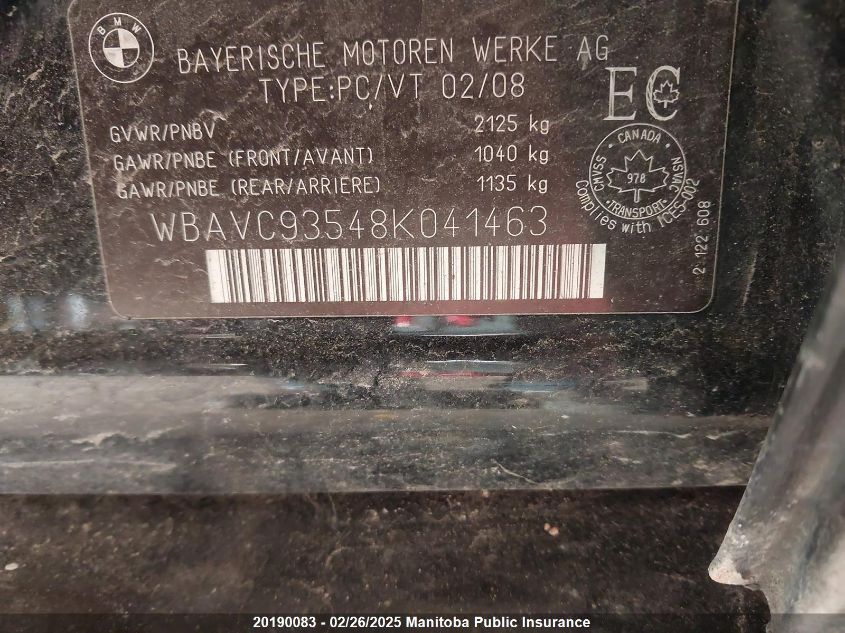 BMW
BAYERISCHE MOTOREN WERKE AG
TYPE:PC/VT 02/08
EC
GVWR/PNBV 2125 kg
GAWR/PNBE (FRONT/AVANT) 1040 kg
GAWR/PNBE (REAR/ARRIERE) 1135 kg
CANADA
CMVSS
978
NSVAC
TRANSPORT
Complies with ICES-002
WBAVC93548K041463
2 122 608
20190083 - 02/26/2025 Manitoba Public Insurance